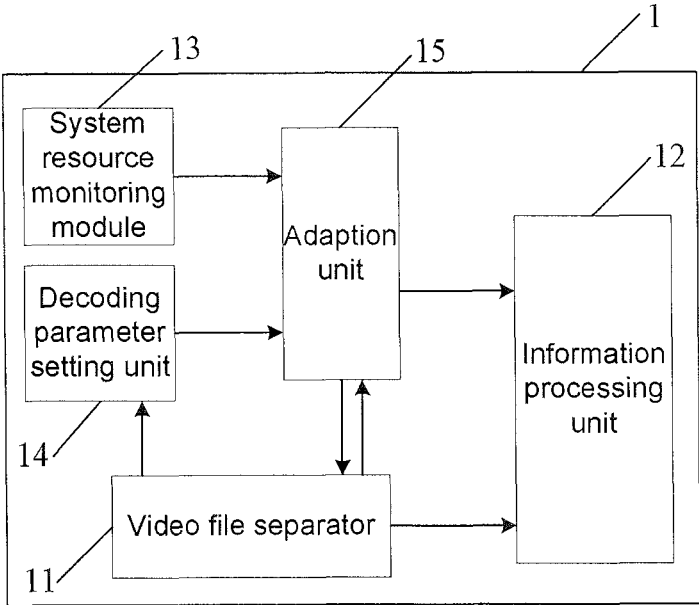 1
13
System
resource
monitoring
module
15
Adaption
unit
12
Information
processing
unit
Decoding
parameter
setting unit
14
Video file separator
11